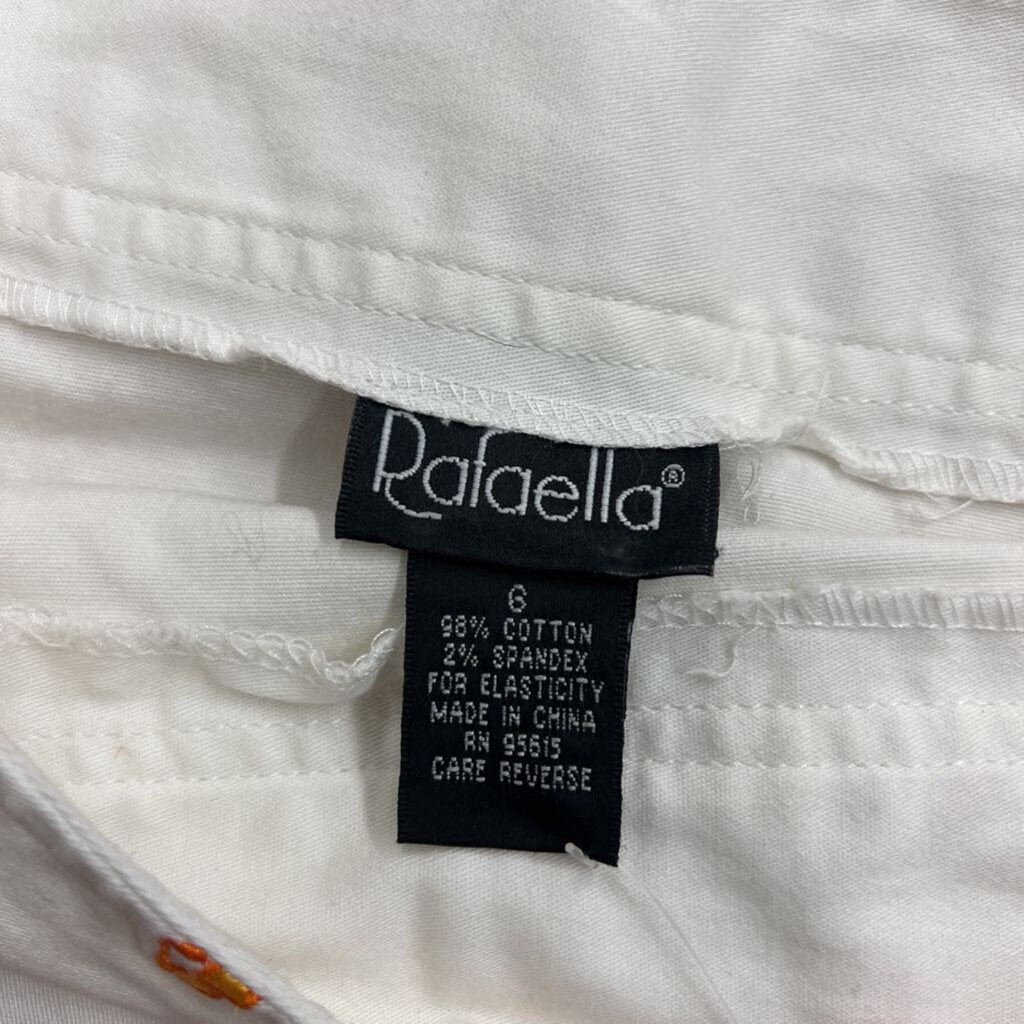 Rafaella®
6
98% COTTON
2% SPANDEX
FOR ELASTICITY
MADE IN CHINA
RN 95615
CARE REVERSE